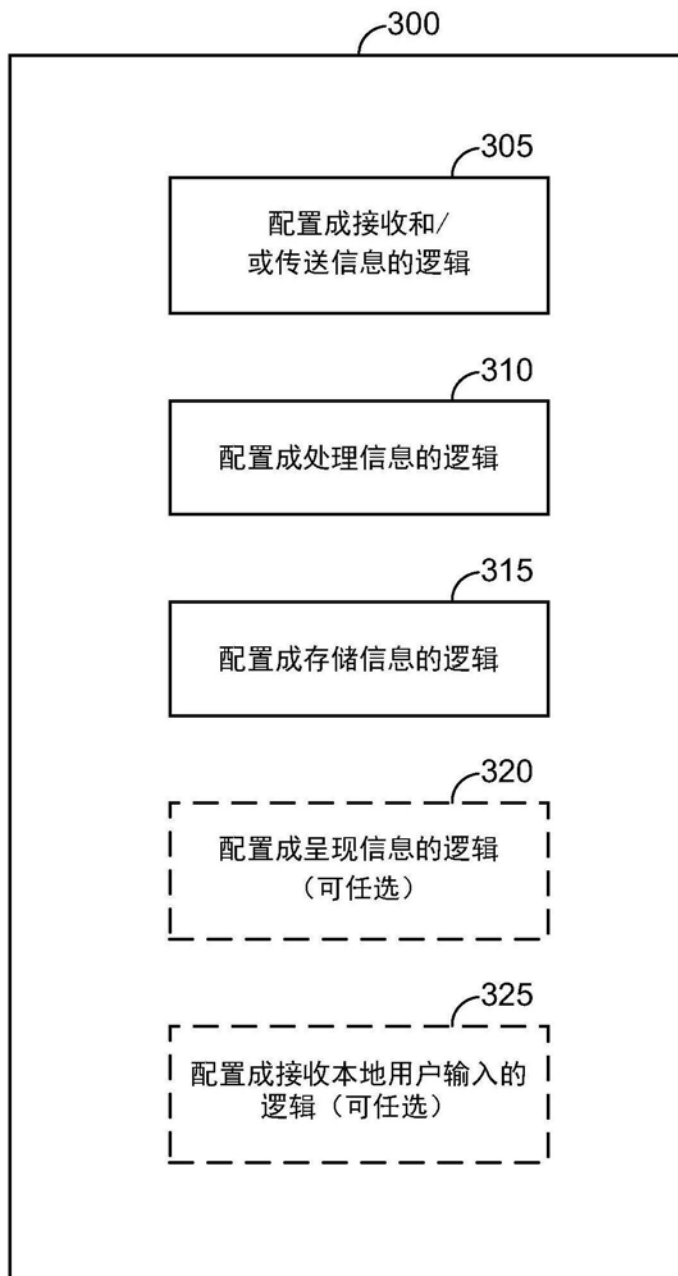 300
305
配置成接收和/
或传送信息的逻辑
310
配置成处理信息的逻辑
315
配置成存储信息的逻辑
320
配置成呈现信息的逻辑
（可任选）
325
配置成接收本地用户输入的
逻辑（可任选）